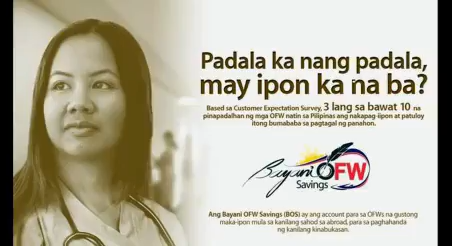 Padala ka nang padala,
may ipon ka na ba?
Based sa Customer Expectation Survey, 3 lang sa bawat 10 na
pinapadalhan ng mga OFW natin sa Pilipinas ang nakapag-iipon at patuloy
itong bumababa sa pagtagal ng panahon.
Bayani OFW
Savings
Ang Bayani OFW Savings (BOS) ay ang account para sa OFWs na gustong
maka-ipon mula sa kanilang sahod sa abroad, para sa paghahanda
ng kanilang kinabukasan.